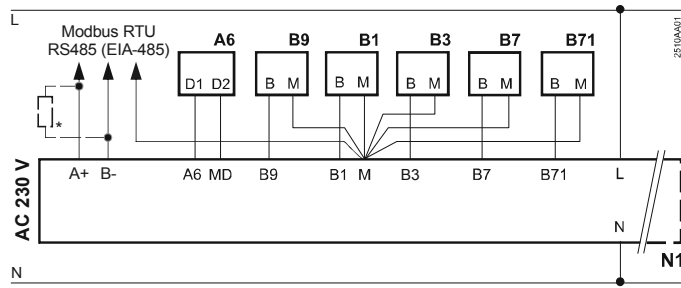 L
Modbus RTU
RS485 (EIA-485)
A6 B9 B1 B3 B7 B71
2510AA01
D1 D2 B M B M B M B M B M
*
A+ B- A6 MD B9 B1 M B3 B7 B71 L
AC 230 V
N
N1
N